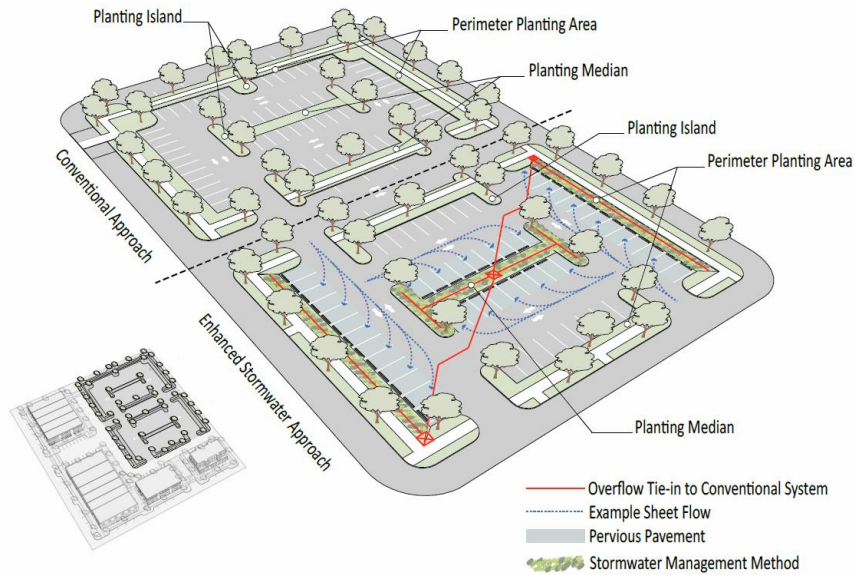 Planting Island
Perimeter Planting Area
Planting Median
Planting Island
Perimeter Planting Area
Conventional Approach
Enhanced Stormwater Approach
Planting Median
Overflow Tie-in to Conventional System
Example Sheet Flow
Pervious Pavement
Stormwater Management Method